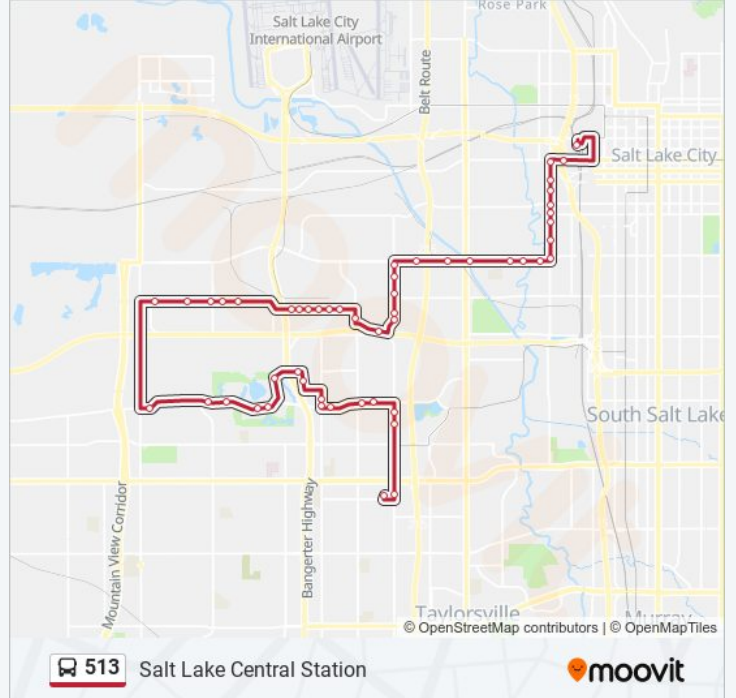 Rose Park
Salt Lake City
International Airport
Belt Route
Salt Lake City
South Salt Lake
Mountain View Corridor
Bangerter Highway
Taylorsville
Murray
© OpenStreetMap contributors | © OpenMapTiles
513 Salt Lake Central Station
moovit
moovit